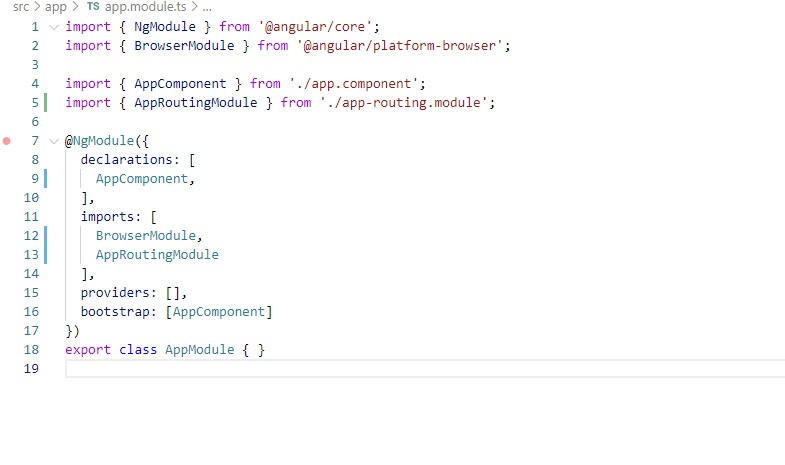 src > app > TS app.module.ts > ...
1 import { NgModule } from '@angular/core';
2 import { BrowserModule } from '@angular/platform-browser';
3
4 import { AppComponent } from './app.component';
5 import { AppRoutingModule } from './app-routing.module';
6
7 @NgModule({
8   declarations: [
9     AppComponent,
10   ],
11   imports: [
12     BrowserModule,
13     AppRoutingModule
14   ],
15   providers: [],
16   bootstrap: [AppComponent]
17 })
18 export class AppModule { }
19